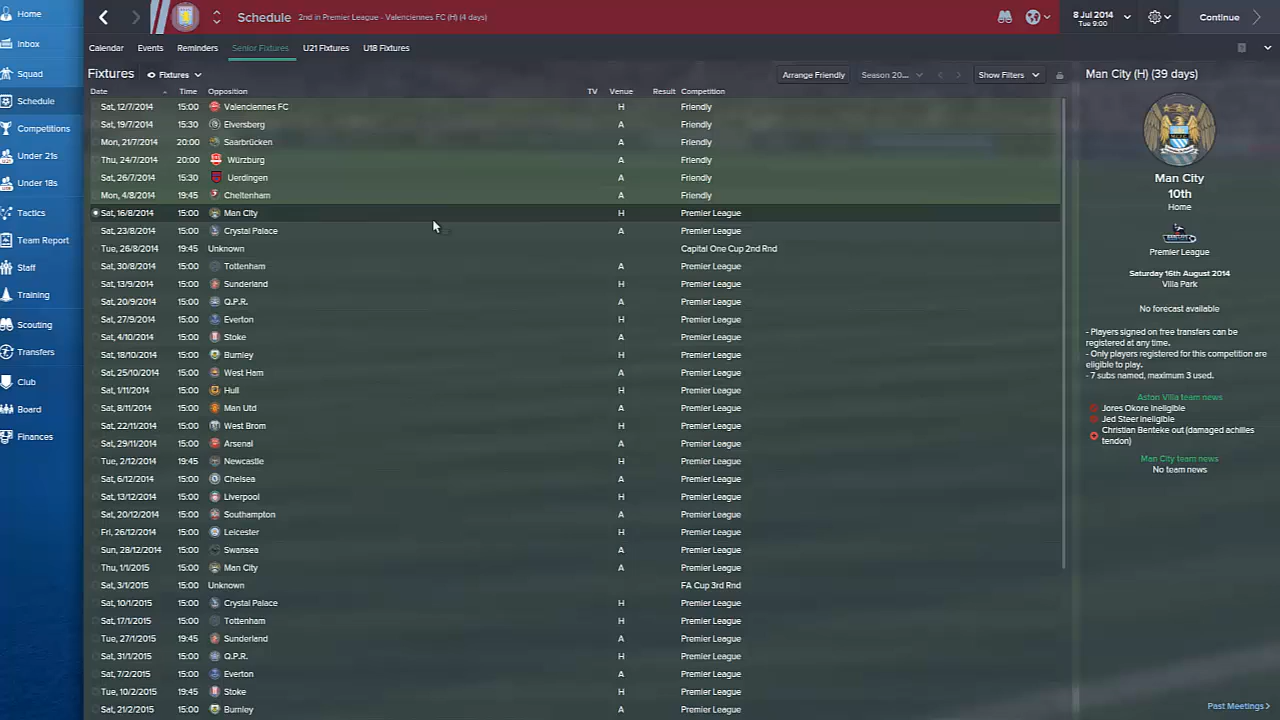 Home
Inbox
Squad
Schedule
Competitions
Under 21s
Under 18s
Tactics
Team Report
Staff
Training
Scouting
Transfers
Club
Board
Finances
Schedule 2nd in Premier League - Valenciennes FC (H) (4 days)
8 Jul 2014
Tue 9:00
Continue
Calendar Events Reminders Senior Fixtures U21 Fixtures U18 Fixtures
Fixtures Fixtures Arrange Friendly Season 20... Show Filters
Date Time Opposition TV Venue Result Competition
Sat, 12/7/2014 15:00 Valenciennes FC H Friendly
Sat, 19/7/2014 15:30 Elversberg A Friendly
Mon, 21/7/2014 20:00 Saarbrücken A Friendly
Thu, 24/7/2014 20:00 Würzburg A Friendly
Sat, 26/7/2014 15:30 Uerdingen A Friendly
Mon, 4/8/2014 19:45 Cheltenham A Friendly
Sat, 16/8/2014 15:00 Man City H Premier League
Sat, 23/8/2014 15:00 Crystal Palace A Premier League
Tue, 26/8/2014 19:45 Unknown Capital One Cup 2nd Rnd
Sat, 30/8/2014 15:00 Tottenham A Premier League
Sat, 13/9/2014 15:00 Sunderland H Premier League
Sat, 20/9/2014 15:00 Q.P.R. A Premier League
Sat, 27/9/2014 15:00 Everton H Premier League
Sat, 4/10/2014 15:00 Stoke A Premier League
Sat, 18/10/2014 15:00 Burnley H Premier League
Sat, 25/10/2014 15:00 West Ham A Premier League
Sat, 1/11/2014 15:00 Hull H Premier League
Sat, 8/11/2014 15:00 Man Utd A Premier League
Sat, 22/11/2014 15:00 West Brom H Premier League
Sat, 29/11/2014 15:00 Arsenal A Premier League
Tue, 2/12/2014 19:45 Newcastle H Premier League
Sat, 6/12/2014 15:00 Chelsea A Premier League
Sat, 13/12/2014 15:00 Liverpool H Premier League
Sat, 20/12/2014 15:00 Southampton A Premier League
Fri, 26/12/2014 15:00 Leicester H Premier League
Sun, 28/12/2014 15:00 Swansea A Premier League
Thu, 1/1/2015 15:00 Man City A Premier League
Sat, 3/1/2015 15:00 Unknown FA Cup 3rd Rnd
Sat, 10/1/2015 15:00 Crystal Palace H Premier League
Sat, 17/1/2015 15:00 Tottenham H Premier League
Tue, 27/1/2015 19:45 Sunderland A Premier League
Sat, 31/1/2015 15:00 Q.P.R. H Premier League
Sat, 7/2/2015 15:00 Everton A Premier League
Tue, 10/2/2015 19:45 Stoke H Premier League
Sat, 21/2/2015 15:00 Burnley A Premier League
Man City (H) (39 days)
Man City
10th
Home
Premier League
Saturday 16th August 2014
Villa Park
No forecast available
- Players signed on free transfers can be
registered at any time.
- Only players registered for this competition are
eligible to play.
- 7 subs named, maximum 3 used.
Aston Villa team news
Jores Okore Ineligible
Jed Steer Ineligible
Christian Benteke out (damaged achilles
tendon)
Man City team news
No team news
Past Meetings >